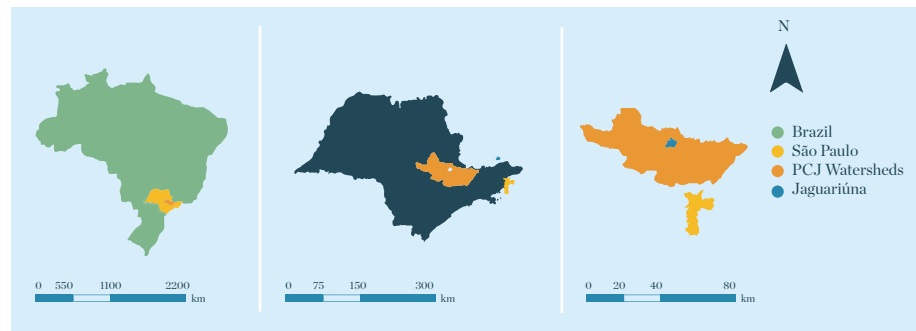 N
Brazil
São Paulo
PCJ Watersheds
Jaguariúna
0 550 1100 2200
km
0 75 150 300
km
0 20 40 80
km